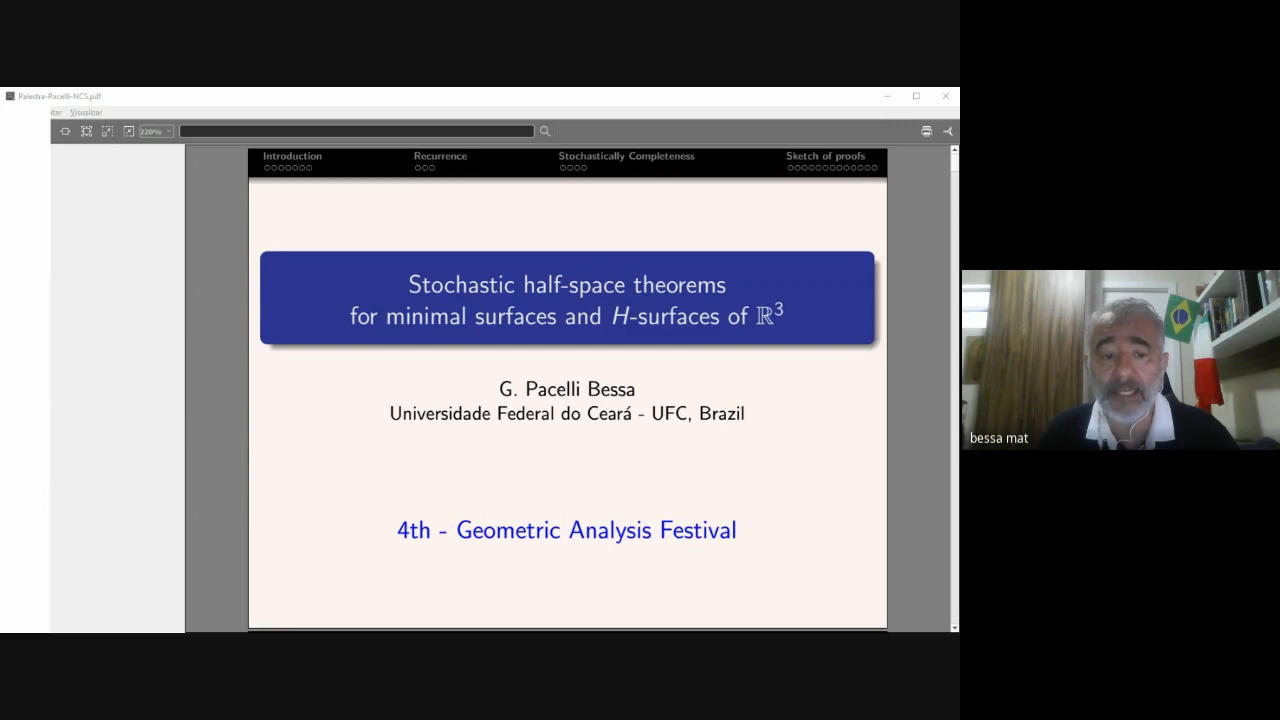 Palestra-Pacelli-NCS.pdf
itar Visualizar
220%
Introduction Recurrence Stochastically Completeness Sketch of proofs
Stochastic half-space theorems
for minimal surfaces and H-surfaces of ℝ³
G. Pacelli Bessa
Universidade Federal do Ceará - UFC, Brazil
4th - Geometric Analysis Festival
bessa mat